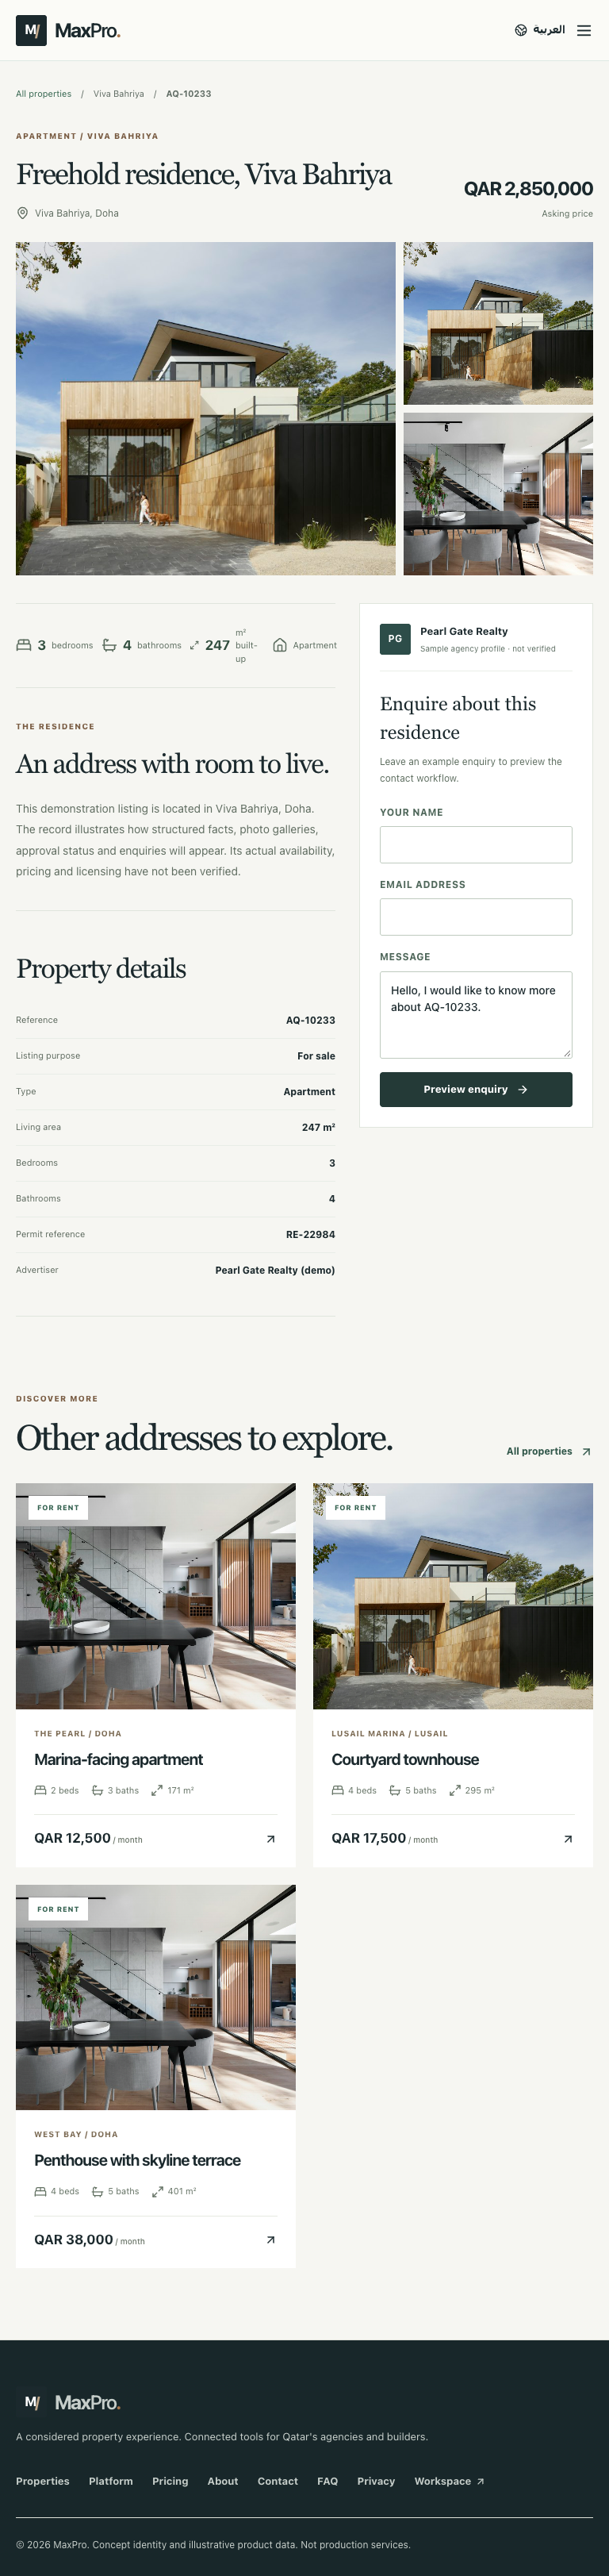 M/ MaxPro.
العربية
All properties / Viva Bahriya / AQ-10233
APARTMENT / VIVA BAHRIYA
Freehold residence, Viva Bahriya
QAR 2,850,000
Viva Bahriya, Doha
Asking price
3 bedrooms 4 bathrooms 247 m² built-up Apartment
PG
Pearl Gate Realty
Sample agency profile · not verified
THE RESIDENCE
An address with room to live.
This demonstration listing is located in Viva Bahriya, Doha.
The record illustrates how structured facts, photo galleries,
approval status and enquiries will appear. Its actual availability,
pricing and licensing have not been verified.
Enquire about this
residence
Leave an example enquiry to preview the
contact workflow.
YOUR NAME
EMAIL ADDRESS
MESSAGE
Hello, I would like to know more
about AQ-10233.
Preview enquiry
Property details
Reference AQ-10233
Listing purpose For sale
Type Apartment
Living area 247 m²
Bedrooms 3
Bathrooms 4
Permit reference RE-22984
Advertiser Pearl Gate Realty (demo)
DISCOVER MORE
Other addresses to explore.
All properties
FOR RENT
THE PEARL / DOHA
Marina-facing apartment
2 beds 3 baths 171 m²
QAR 12,500 / month
FOR RENT
LUSAIL MARINA / LUSAIL
Courtyard townhouse
4 beds 5 baths 295 m²
QAR 17,500 / month
FOR RENT
WEST BAY / DOHA
Penthouse with skyline terrace
4 beds 5 baths 401 m²
QAR 38,000 / month
M/ MaxPro.
A considered property experience. Connected tools for Qatar's agencies and builders.
Properties Platform Pricing About Contact FAQ Privacy Workspace
© 2026 MaxPro. Concept identity and illustrative product data. Not production services.